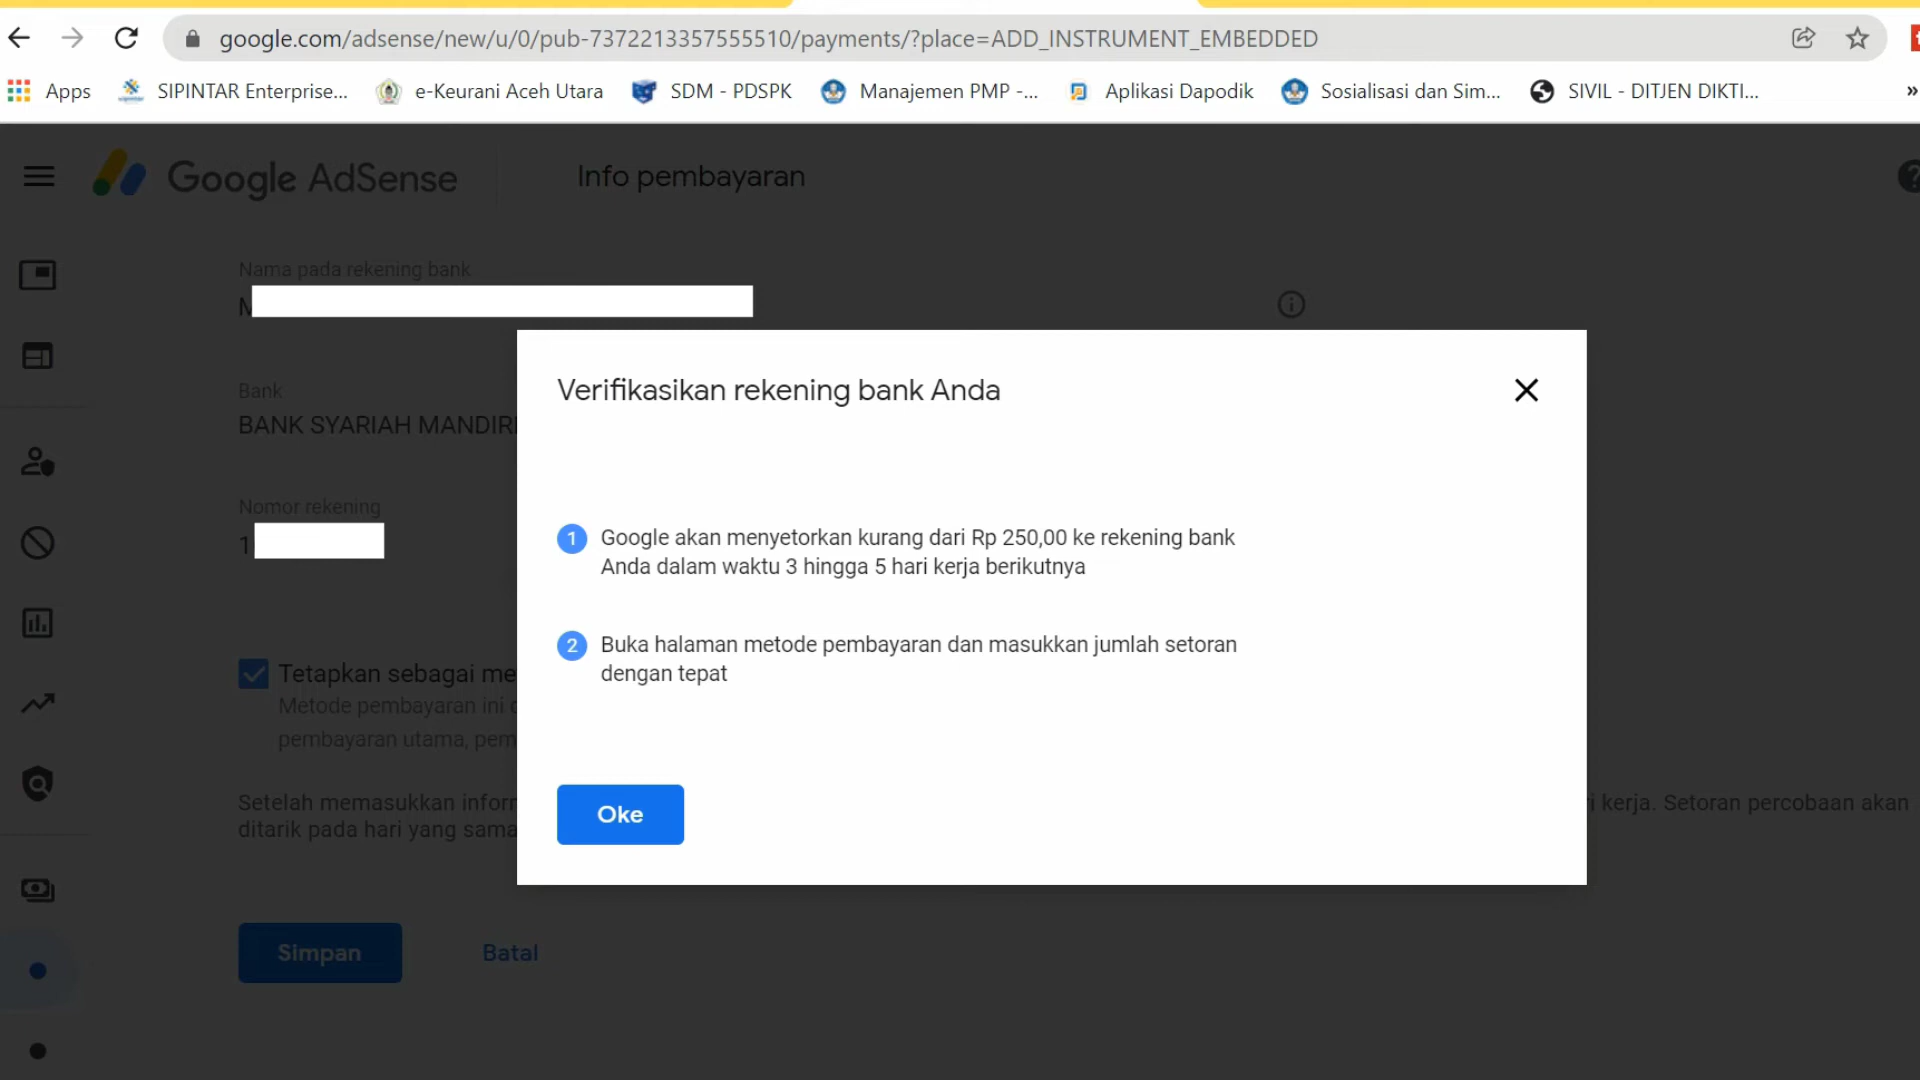 google.com/adsense/new/u/0/pub-7372213357555510/payments/?place=ADD_INSTRUMENT_EMBEDDED
Apps SIPINTAR Enterprise... e-Keurani Aceh Utara SDM - PDSPK Manajemen PMP -... Aplikasi Dapodik Sosialisasi dan Sim... SIVIL - DITJEN DIKTI... »
Google AdSense Info pembayaran
Nama pada rekening bank
M
Verifikasikan rekening bank Anda
Bank
BANK SYARIAH MANDIRI
Nomor rekening
1
1 Google akan menyetorkan kurang dari Rp 250,00 ke rekening bank
Anda dalam waktu 3 hingga 5 hari kerja berikutnya
2 Buka halaman metode pembayaran dan masukkan jumlah setoran
dengan tepat
Tetapkan sebagai me
Metode pembayaran ini
pembayaran utama, pem
Setelah memasukkan inforr
i kerja. Setoran percobaan akan
ditarik pada hari yang sama
Oke
Simpan Batal